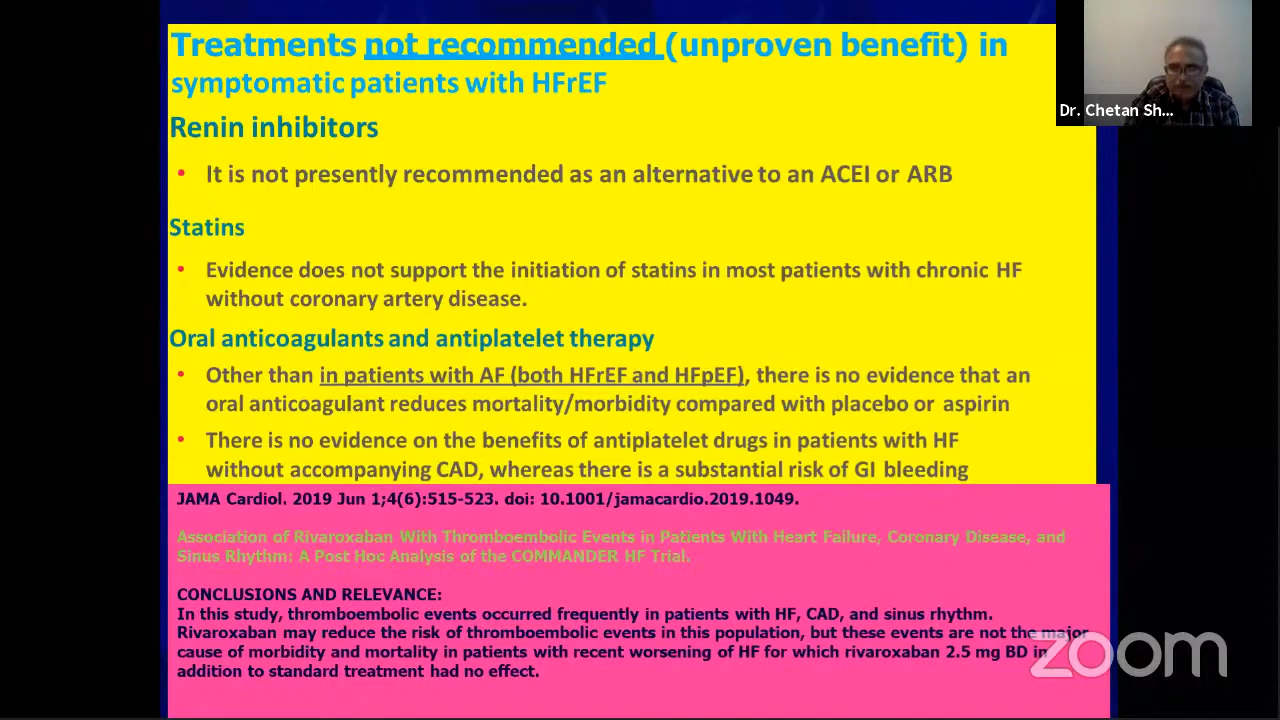 Treatments not recommended (unproven benefit) in
symptomatic patients with HFrEF
Renin inhibitors
• It is not presently recommended as an alternative to an ACEI or ARB
Statins
• Evidence does not support the initiation of statins in most patients with chronic HF
without coronary artery disease.
Oral anticoagulants and antiplatelet therapy
• Other than in patients with AF (both HFrEF and HFpEF), there is no evidence that an
oral anticoagulant reduces mortality/morbidity compared with placebo or aspirin
• There is no evidence on the benefits of antiplatelet drugs in patients with HF
without accompanying CAD, whereas there is a substantial risk of GI bleeding
JAMA Cardiol. 2019 Jun 1;4(6):515-523. doi: 10.1001/jamacardio.2019.1049.
Association of Rivaroxaban With Thromboembolic Events in Patients With Heart Failure, Coronary Disease, and
Sinus Rhythm: A Post Hoc Analysis of the COMMANDER HF Trial.
CONCLUSIONS AND RELEVANCE:
In this study, thromboembolic events occurred frequently in patients with HF, CAD, and sinus rhythm.
Rivaroxaban may reduce the risk of thromboembolic events in this population, but these events are not the major
cause of morbidity and mortality in patients with recent worsening of HF for which rivaroxaban 2.5 mg BD in
addition to standard treatment had no effect.
Dr. Chetan Sh...
zoom